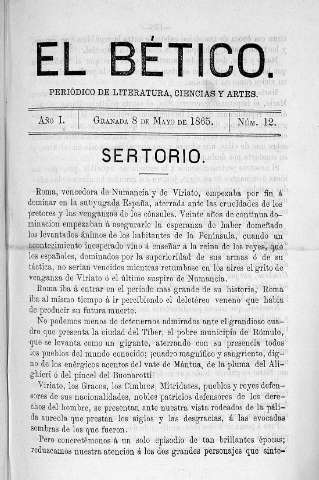 EL BÉTICO.
PERIÓDICO DE LITERATURA, CIENCIAS Y ARTES.
AÑO I. GRANADA 8 DE MAYO DE 1865. NÚM. 12.
SERTORIO.
Roma, vencedora de Numancia y de Viriato, empezaba por fin á
dominar en la subyugada España, aterrada ante las crueldades de los
pretores y las venganzas de los cónsules. Veinte años de continua do-
minacion empezaban á asegurarle la esperanza de haber domeñado
los levantados ánimos de los habitantes de la Península, cuando un
acontecimiento inesperado vino á enseñar á la reina de los reyes, que
los españoles, dominados por la superioridad de sus armas ó de su
táctica, no serian vencidos mientras retumbase en los aires el grito de
venganza de Viriato ó el último suspiro de Numancia.
Roma iba á entrar en el período mas grande de su historia, Roma
iba al mismo tiempo á ir percibiendo el deletéreo veneno que habia
de producir su futura muerte.
No podemos menos de detenernos admirados ante el grandioso cua-
dro que presenta la ciudad del Tiber, el pobre municipio de Rómulo,
que se levanta como un gigante, aterrando con su presencia todos
los pueblos del mundo conocido; cuadro magnífico y sangriento, dig-
no de los enérgicos acentos del vate de Mántua, de la pluma del Ali-
ghieri ó del pincel del Buonarotti
Viriato, los Gracos, los Cimbros Mitrídates, pueblos y reyes defen-
sores de sus nacionalidades, nobles patricios defensores de los dere-
chos del hombre, se presentan ante nuestra vista rodeados de la páli-
da aureola que prestan los siglos y las desgracias, á las evocadas
sombras de los que fueron.
Pero concretémonos á un solo episodio de tan brillantes épocas;
reduzcamos nuestra atencion á los dos grandes personajes que sinte-